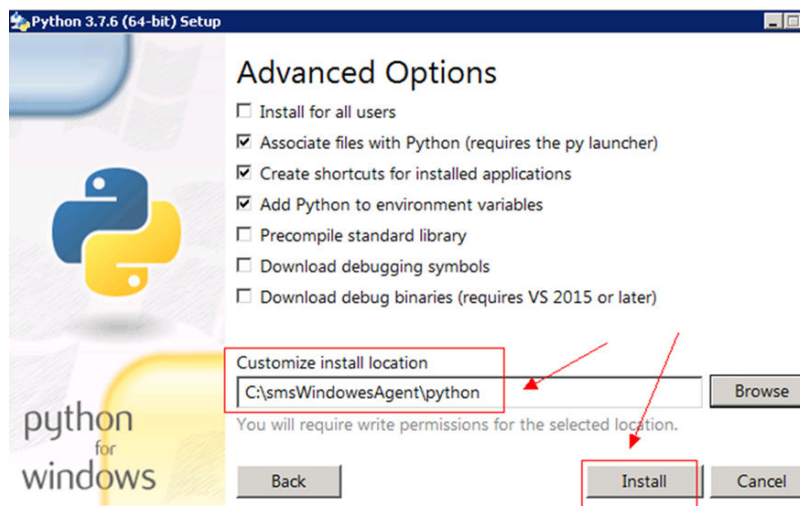 Python 3.7.6 (64-bit) Setup
Advanced Options
Install for all users
Associate files with Python (requires the py launcher)
Create shortcuts for installed applications
Add Python to environment variables
Precompile standard library
Download debugging symbols
Download debug binaries (requires VS 2015 or later)
Customize install location
C:\smsWindowesAgent\python
Browse
You will require write permissions for the selected location.
python
for
windows
Back
Install
Cancel